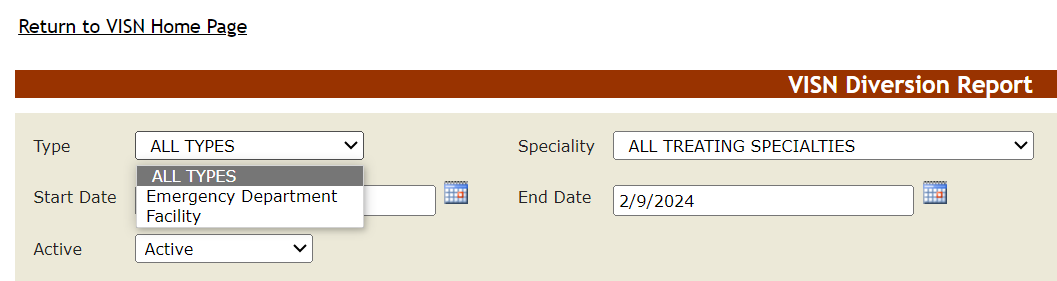 Return to VISN Home Page
VISN Diversion Report
Type ALL TYPES Speciality ALL TREATING SPECIALTIES
ALL TYPES
Emergency Department
Facility
Start Date End Date 2/9/2024
Active Active